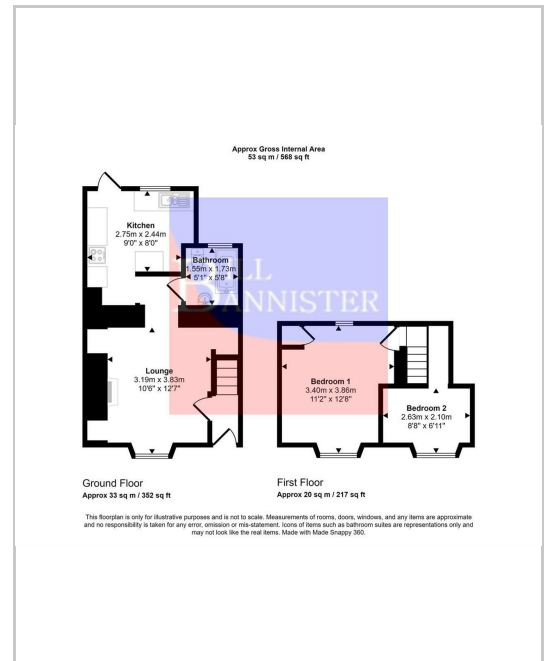 Approx Gross Internal Area
53 sq m / 568 sq ft
Kitchen
2.75m x 2.44m
9'0" x 8'0"
Bathroom
1.55m x 1.73m
5'1" x 5'8"
BANNISTER
Lounge
3.19m x 3.83m
10'6" x 12'7"
Bedroom 1
3.40m x 3.86m
11'2" x 12'8"
Bedroom 2
2.63m x 2.10m
8'8" x 6'11"
Ground Floor
Approx 33 sq m / 352 sq ft
First Floor
Approx 20 sq m / 217 sq ft
This floorplan is only for illustrative purposes and is not to scale. Measurements of rooms, doors, windows, and any items are approximate
and no responsibility is taken for any error, omission or mis-statement. Icons of items such as bathroom suites are representations only and
may not look like the real items. Made with Made Snappy 360.